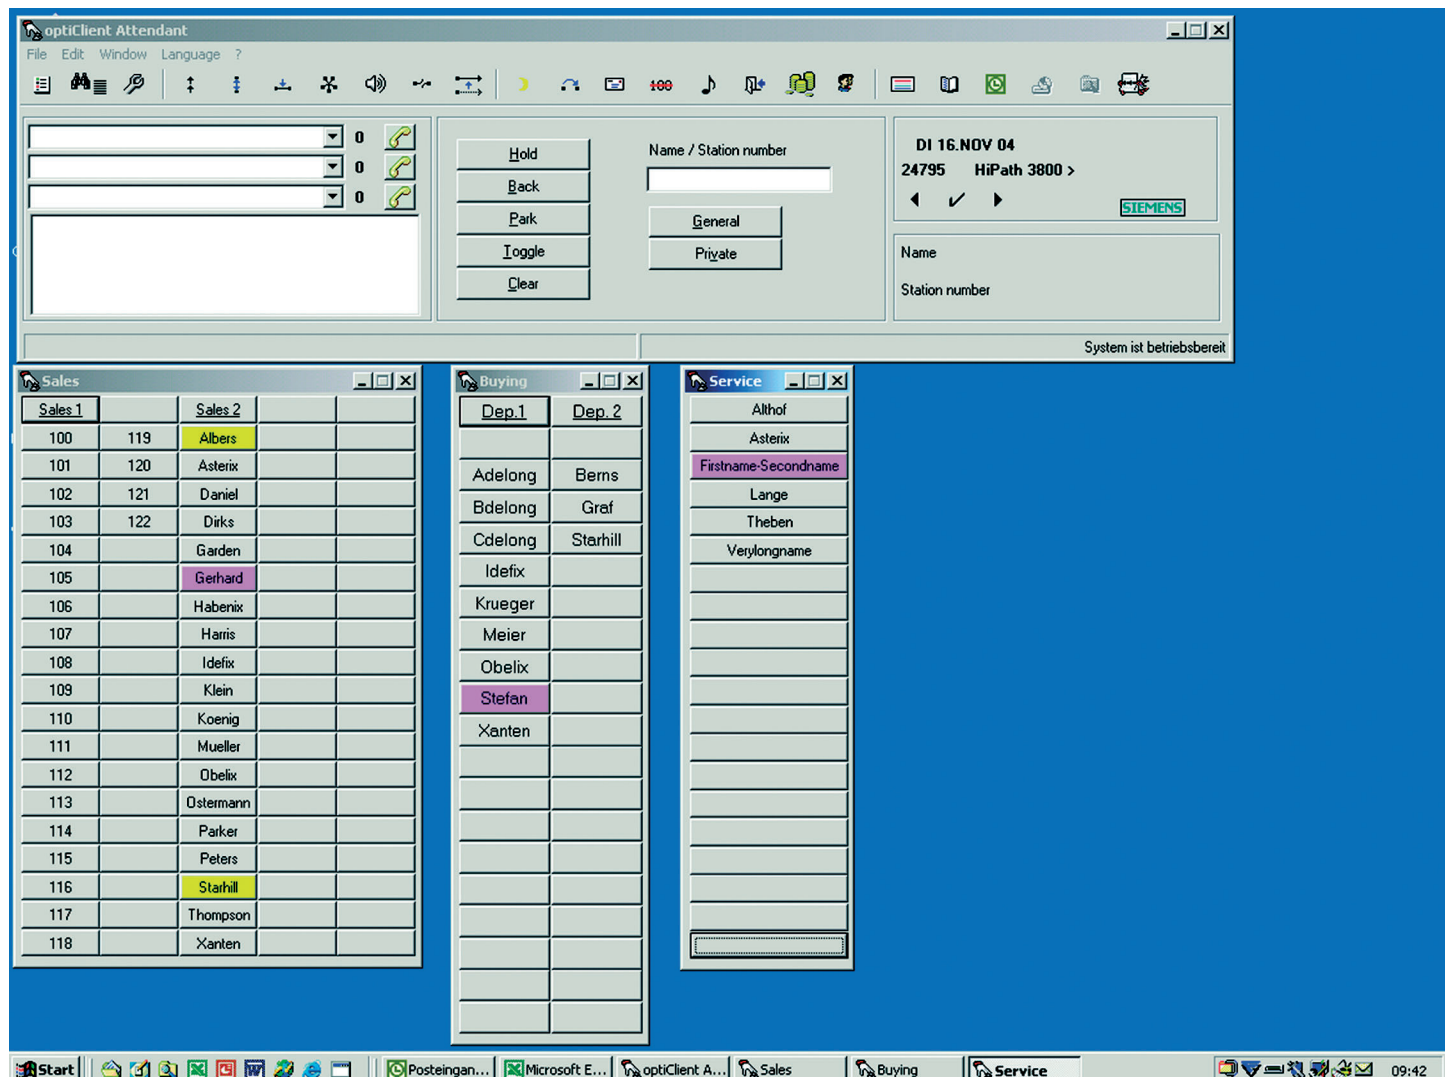 optiClient Attendant
File Edit Window Language ?
100
0
0
0
Hold
Back
Park
Toggle
Clear
Name / Station number
General
Private
DI 16.NOV 04
24795 HiPath 3800 >
SIEMENS
Name
Station number
System ist betriebsbereit
Sales
Sales 1 Sales 2
100 119 Albers
101 120 Asterix
102 121 Daniel
103 122 Dirks
104 Garden
105 Gerhard
106 Habenix
107 Harris
108 Idefix
109 Klein
110 Koenig
111 Mueller
112 Obelix
113 Ostermann
114 Parker
115 Peters
116 Starhill
117 Thompson
118 Xanten
Buying
Dep.1 Dep. 2
Adelong Berns
Bdelong Graf
Cdelong Starhill
Idefix
Krueger
Meier
Obelix
Stefan
Xanten
Service
Althof
Asterix
Firstname-Secondname
Lange
Theben
Verylongname
Start Posteingan... Microsoft E... optiClient A... Sales Buying Service 09:42